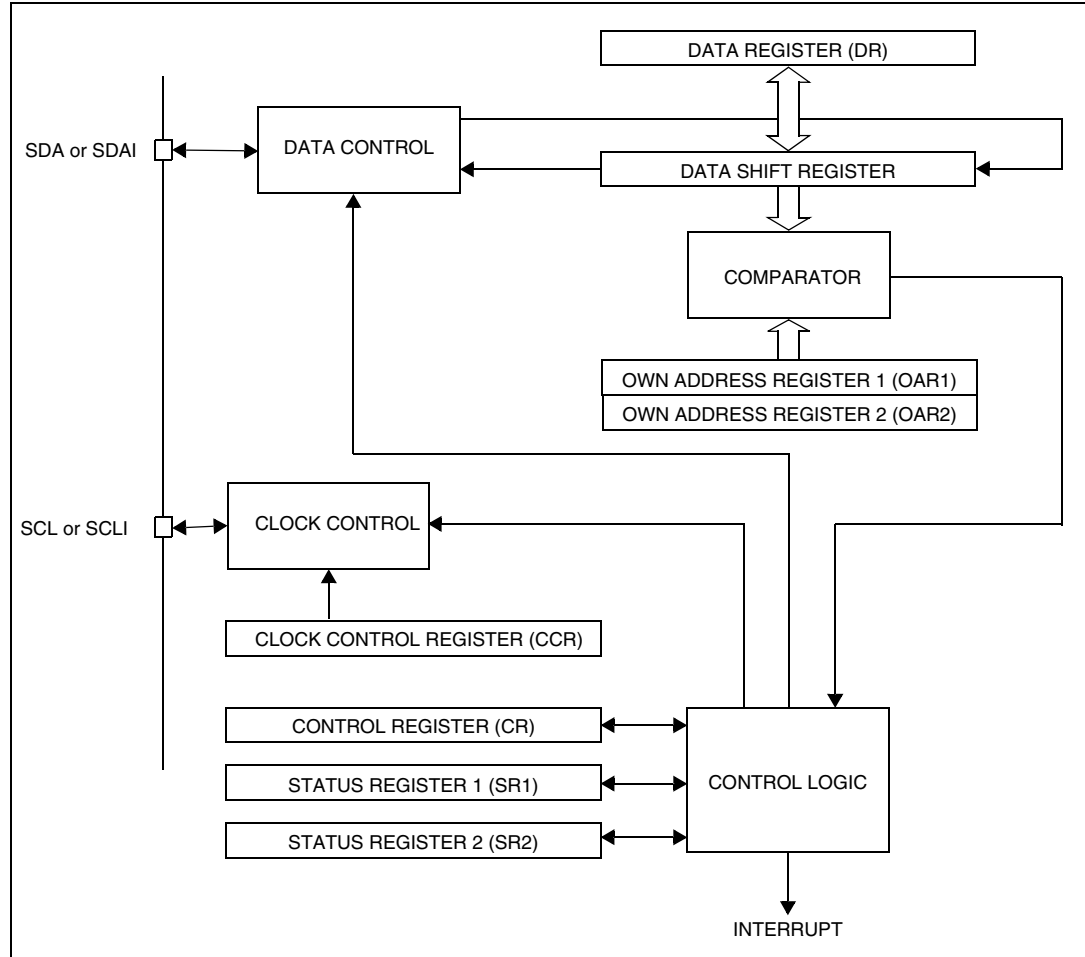 DATA REGISTER (DR)
SDA or SDAI
DATA CONTROL
DATA SHIFT REGISTER
COMPARATOR
OWN ADDRESS REGISTER 1 (OAR1)
OWN ADDRESS REGISTER 2 (OAR2)
SCL or SCLI
CLOCK CONTROL
CLOCK CONTROL REGISTER (CCR)
CONTROL REGISTER (CR)
STATUS REGISTER 1 (SR1)
CONTROL LOGIC
STATUS REGISTER 2 (SR2)
INTERRUPT